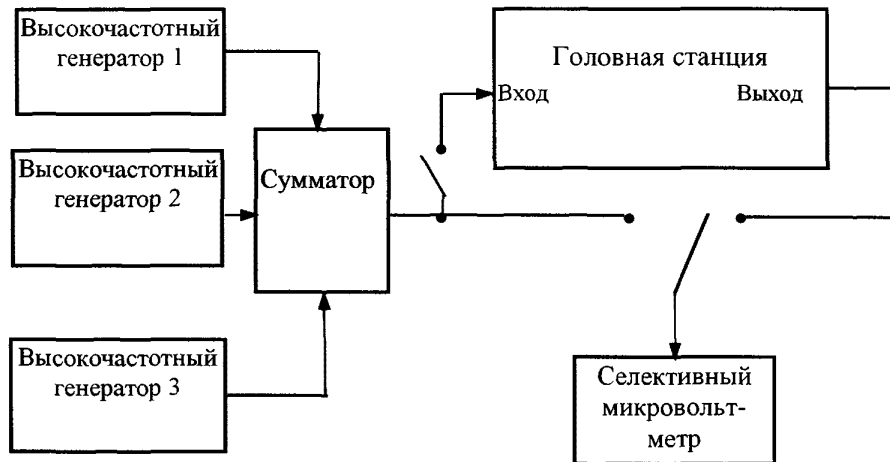 Высокочастотный
генератор 1
Головная станция
Вход
Выход
Высокочастотный
генератор 2
Сумматор
Высокочастотный
генератор 3
Селективный
микровольт-
метр